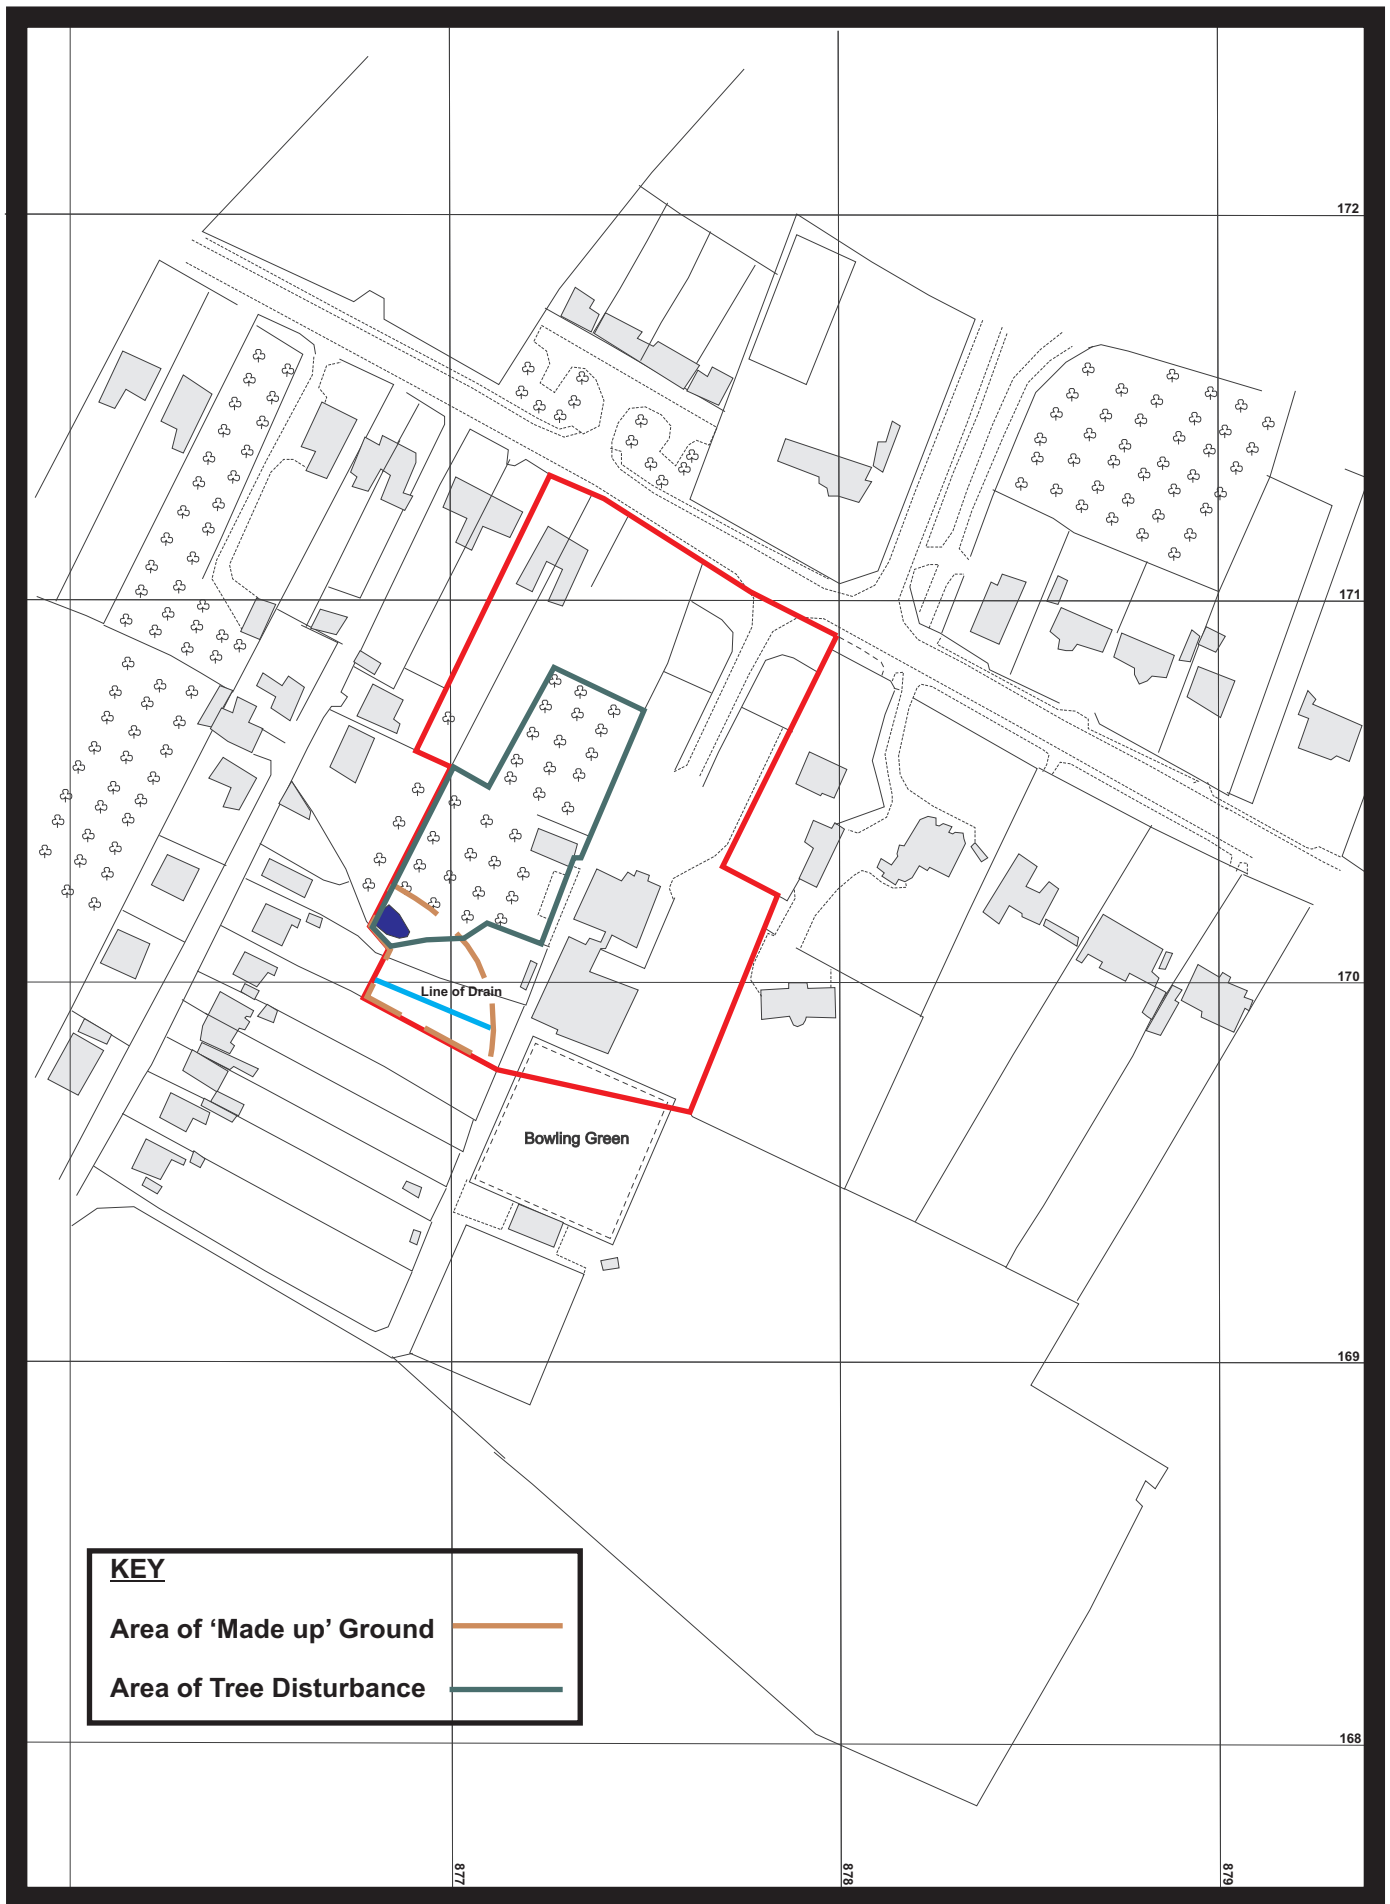 172
171
Line of Drain
170
Bowling Green
169
KEY
Area of ‘Made up’ Ground
Area of Tree Disturbance
168
877
878
879